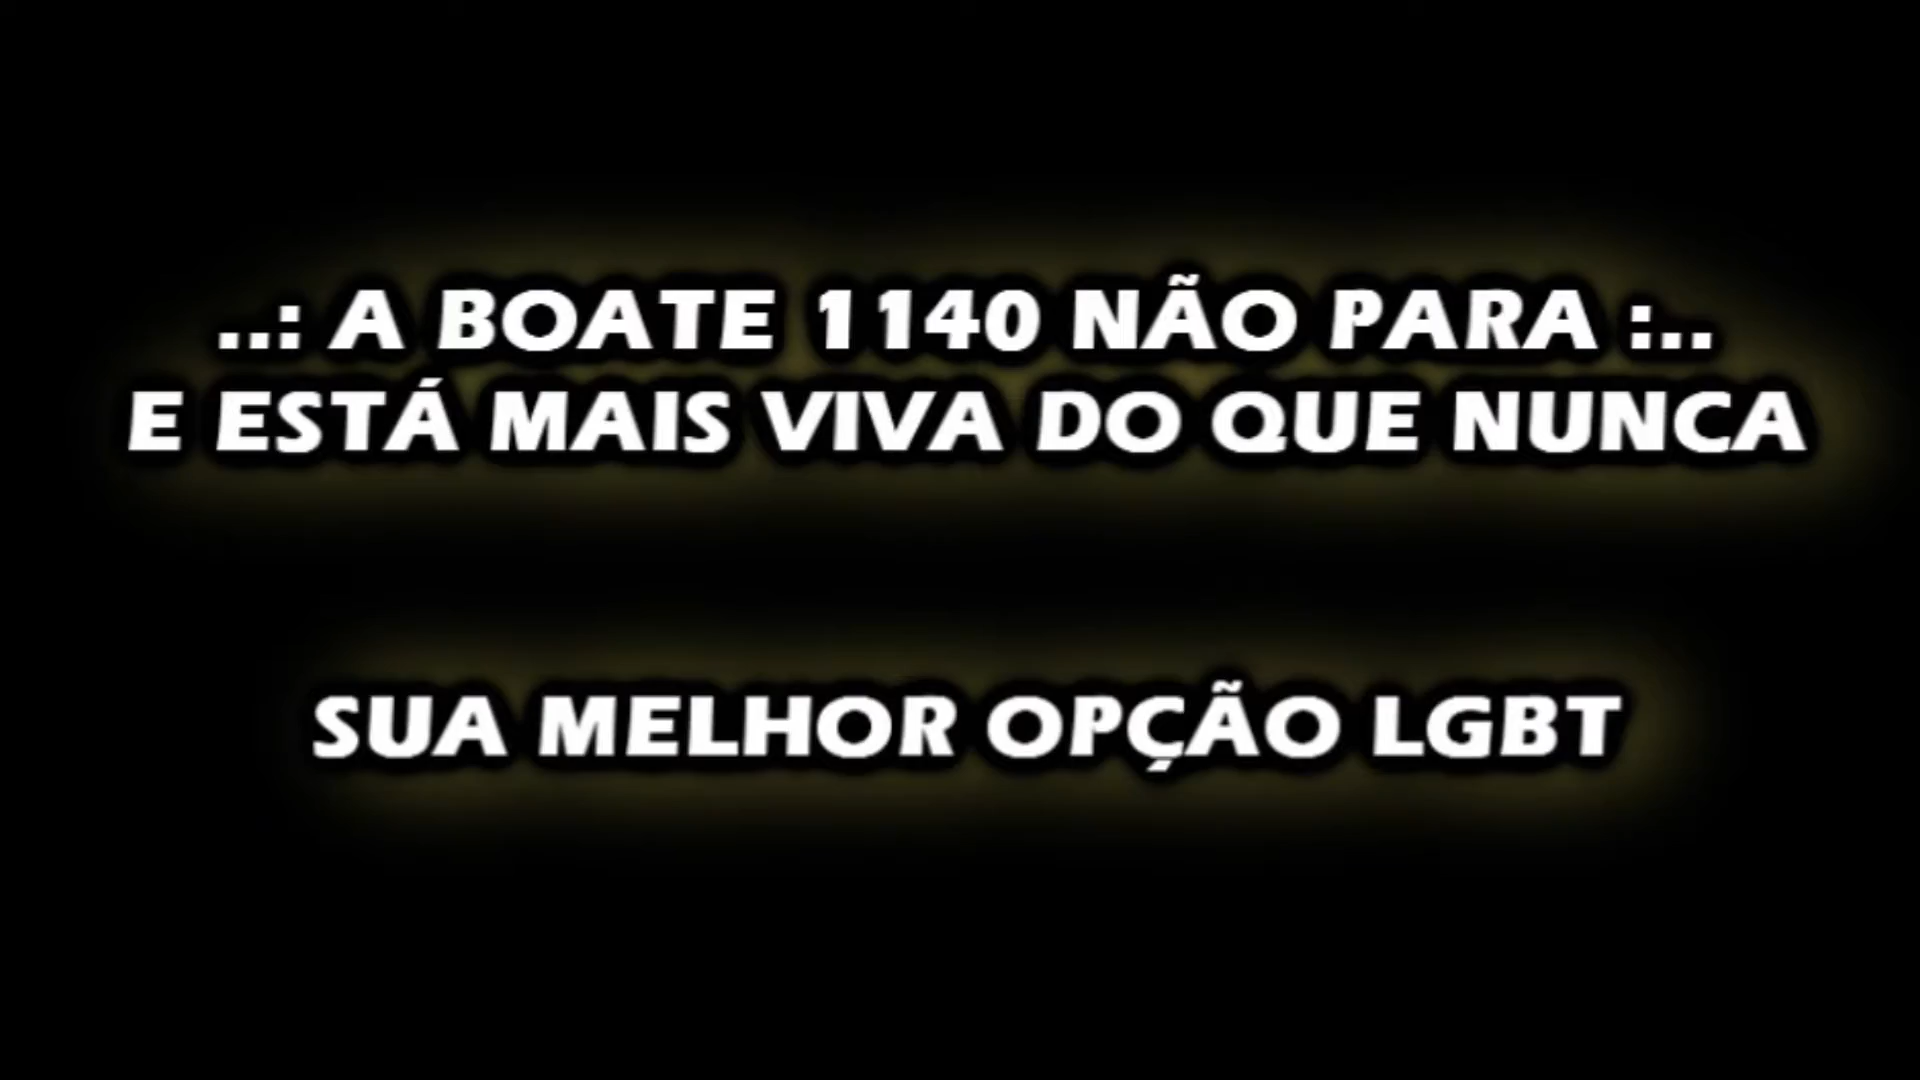 ..: A BOATE 1140 NÃO PARA :..
E ESTÁ MAIS VIVA DO QUE NUNCA
SUA MELHOR OPÇÃO LGBT